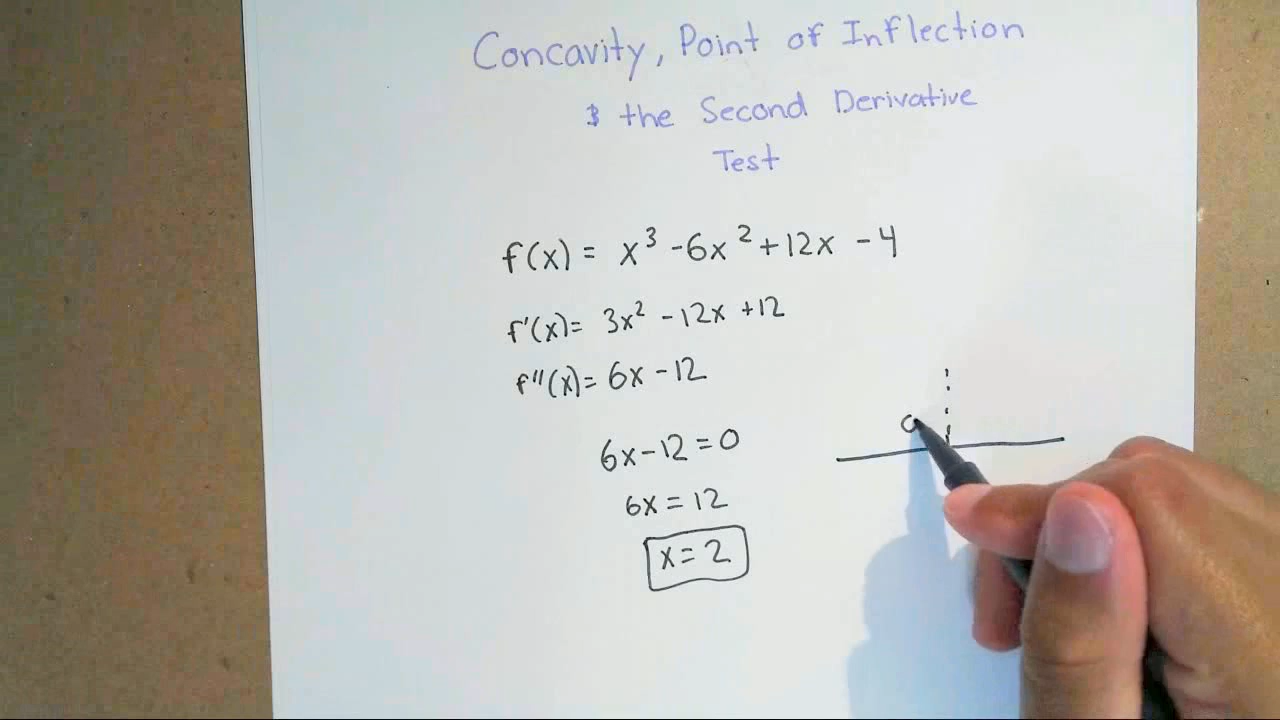 Concavity, Point of Inflection
& the Second Derivative
Test
f(x) = x³ -6x² +12x -4
f'(x)= 3x² -12x +12
f''(x)= 6x -12
6x-12 =0
6x = 12
x = 2